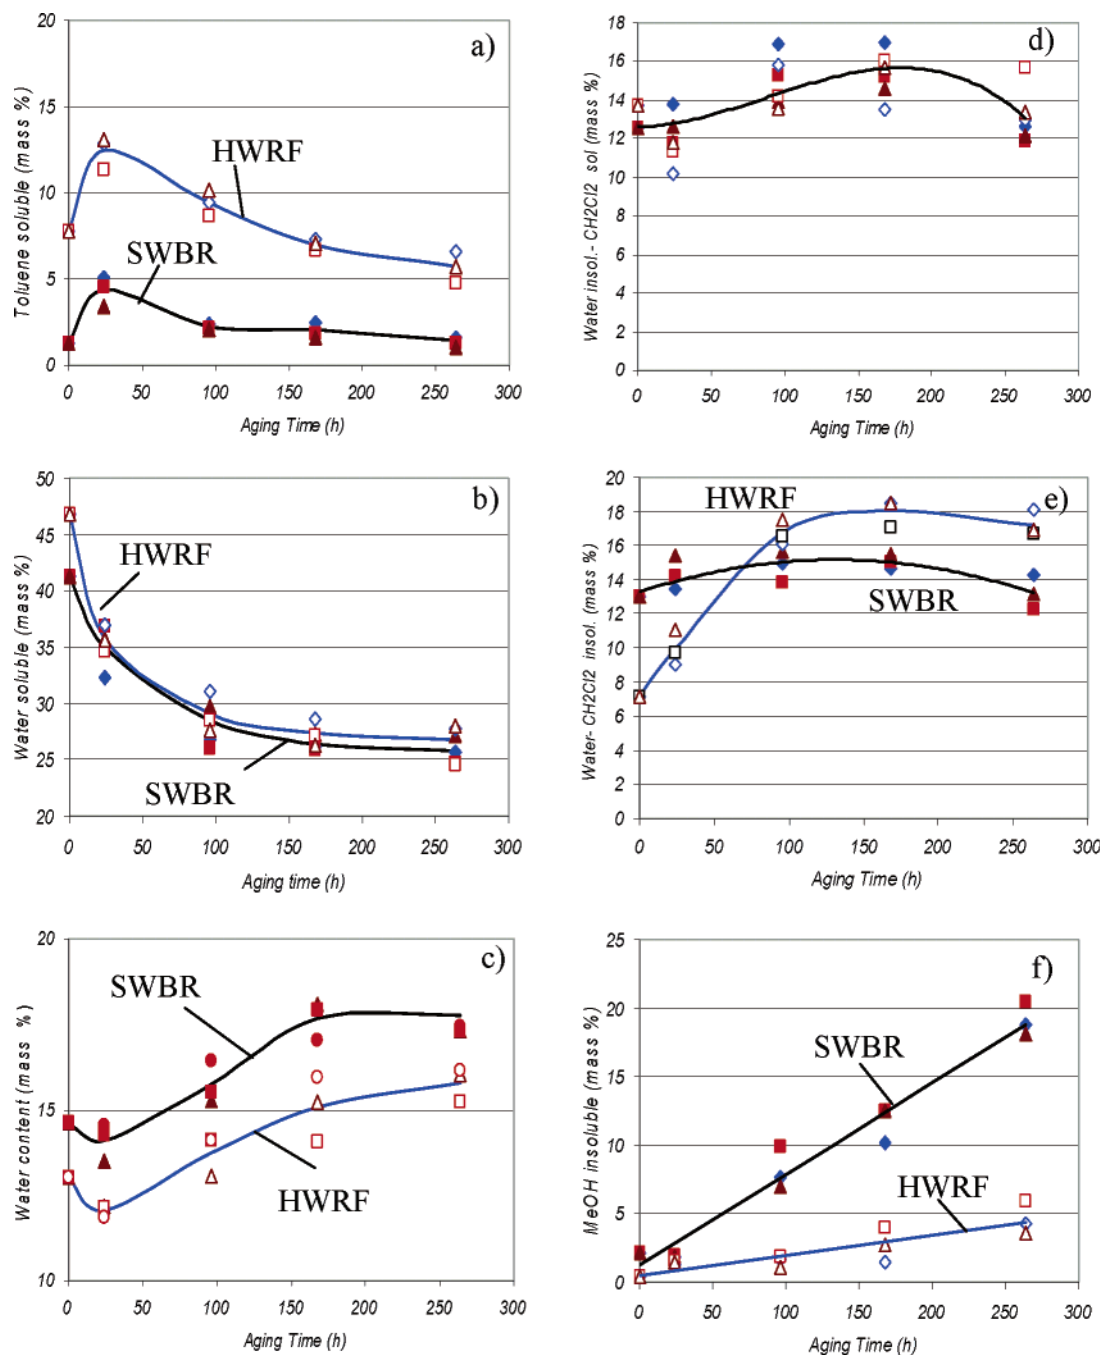 a)
Toluene soluble (mass %)
20
15
10
5
0
HWRF
SWBR
0 50 100 150 200 250 300
Aging Time (h)
d)
Water insol.- CH2Cl2 sol (mass %)
18
16
14
12
10
8
6
4
2
0
0 50 100 150 200 250 300
Aging Time (h)
b)
Water soluble (mass %)
50
45
40
35
30
25
20
HWRF
SWBR
0 50 100 150 200 250 300
Aging time (h)
e)
Water- CH2Cl2 insol. (mass %)
20
18
16
14
12
10
8
6
4
2
0
HWRF
SWBR
0 50 100 150 200 250 300
Aging Time (h)
c)
Water content (mass %)
20
15
10
SWBR
HWRF
0 50 100 150 200 250 300
Aging Time (h)
f)
MeOH insoluble (mass %)
25
20
15
10
5
0
SWBR
HWRF
0 50 100 150 200 250 300
Aging Time (h)